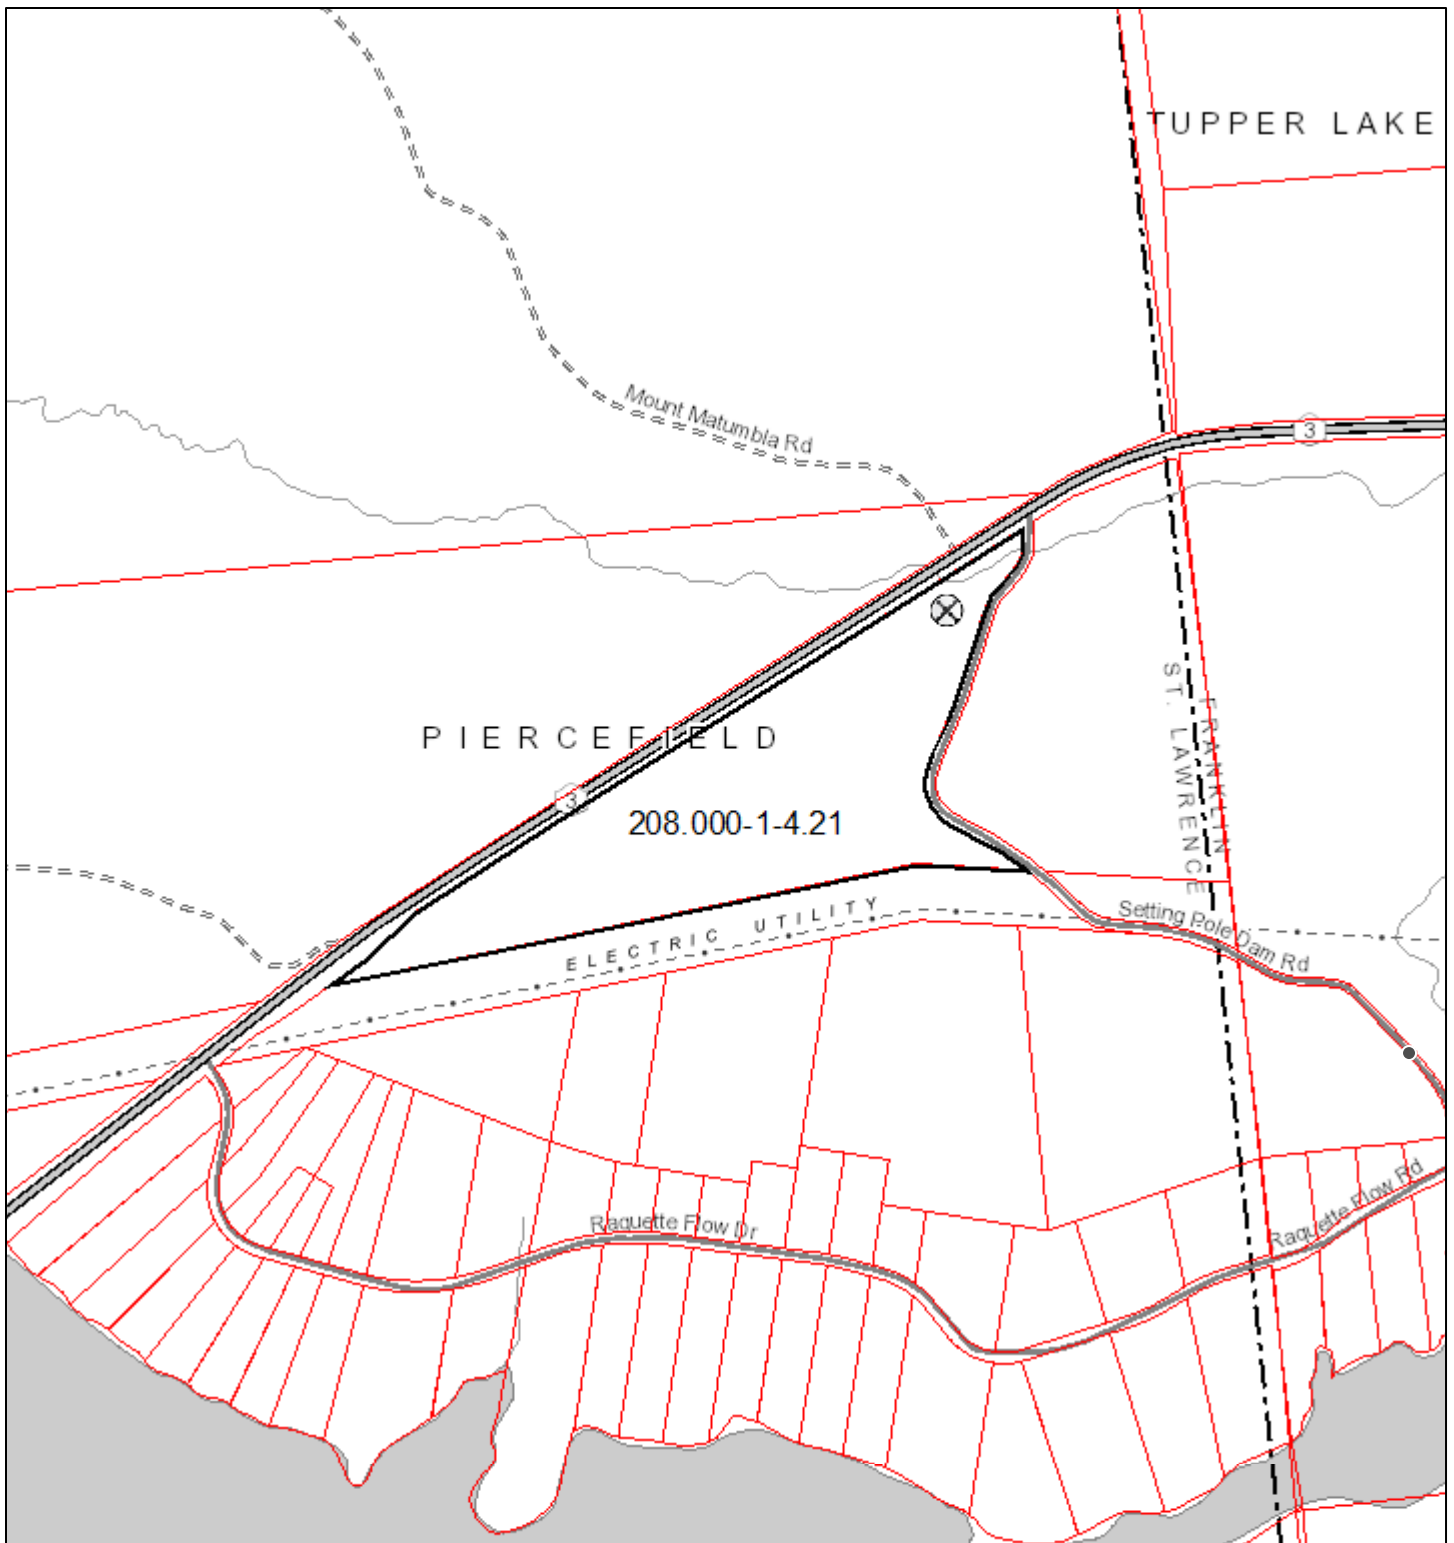 TUPPER LAKE
Mount Matumbla Rd
3
PIERCEFIELD
3
208.000-1-4.21
FRANKLIN
ST. LAWRENCE
ELECTRIC UTILITY
Setting Pole Dam Rd
Raquette Flow Dr
Raquette Flow Rd